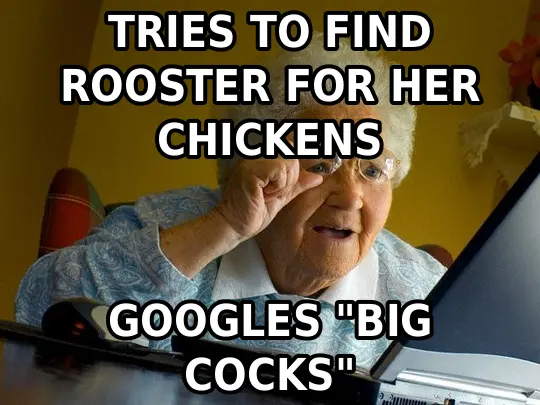 TRIES TO FIND
ROOSTER FOR HER
CHICKENS
GOOGLES "BIG
COCKS"